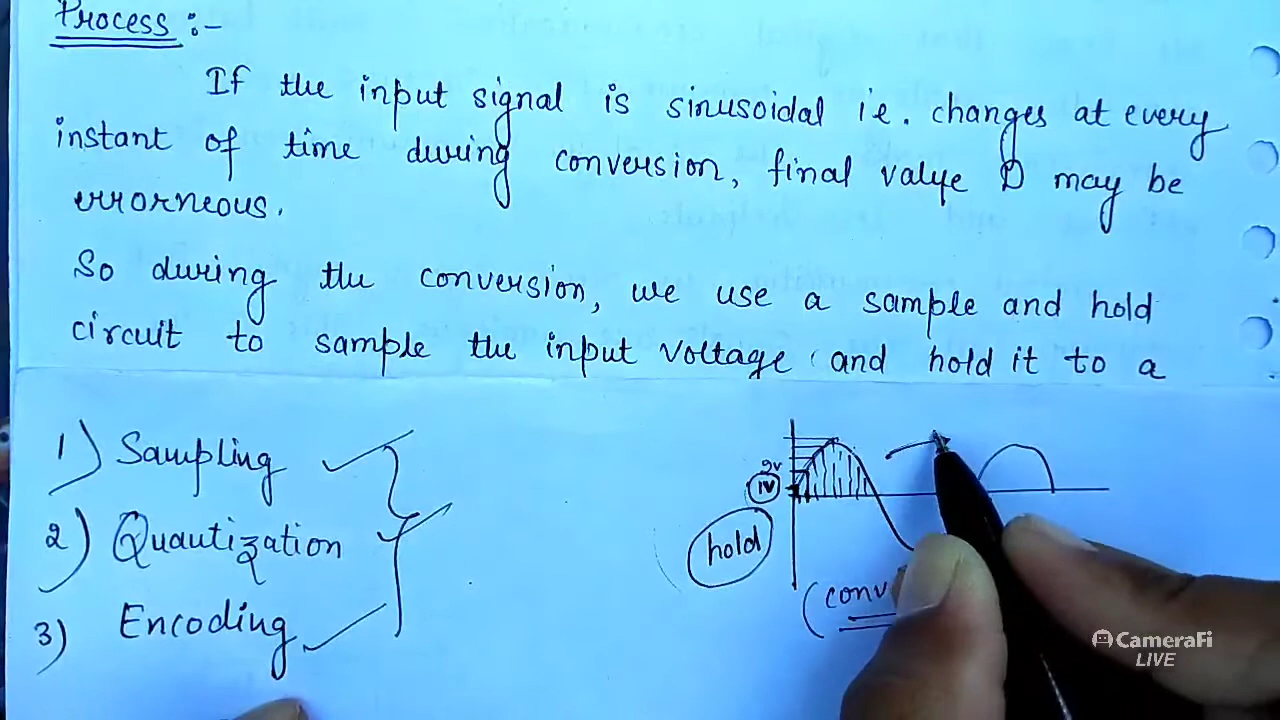 Process :-
If the input signal is sinusoidal i.e. changes at every
instant of time during conversion, final value D may be
errorneous.
So during the conversion, we use a sample and hold
circuit to sample the input voltage and hold it to a
1) Sampling
2) Quantization
3) Encoding
2v
1v
hold
(conv
CameraFi
LIVE